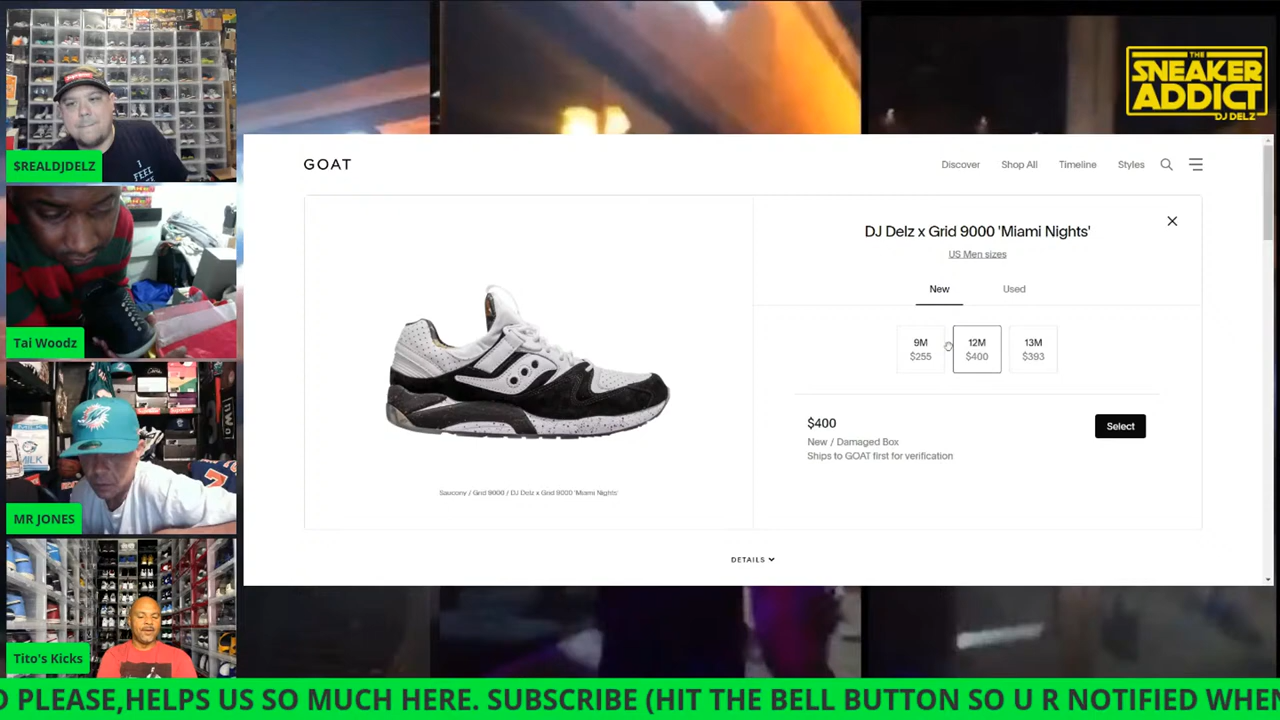 $REALDJDELZ
I
FEEL
Tai Woodz
MILK
MR JONES
Tito's Kicks
THE
SNEAKER
ADDICT
DJ DELZ
GOAT
Discover
Shop All
Timeline
Styles
DJ Delz x Grid 9000 'Miami Nights'
US Men sizes
New
Used
9M
$255
12M
$400
13M
$393
$400
New / Damaged Box
Ships to GOAT first for verification
Select
Saucony / Grid 9000 / DJ Delz x Grid 9000 'Miami Nights'
DETAILS
PLEASE,HELPS US SO MUCH HERE. SUBSCRIBE (HIT THE BELL BUTTON SO U R NOTIFIED WHEN